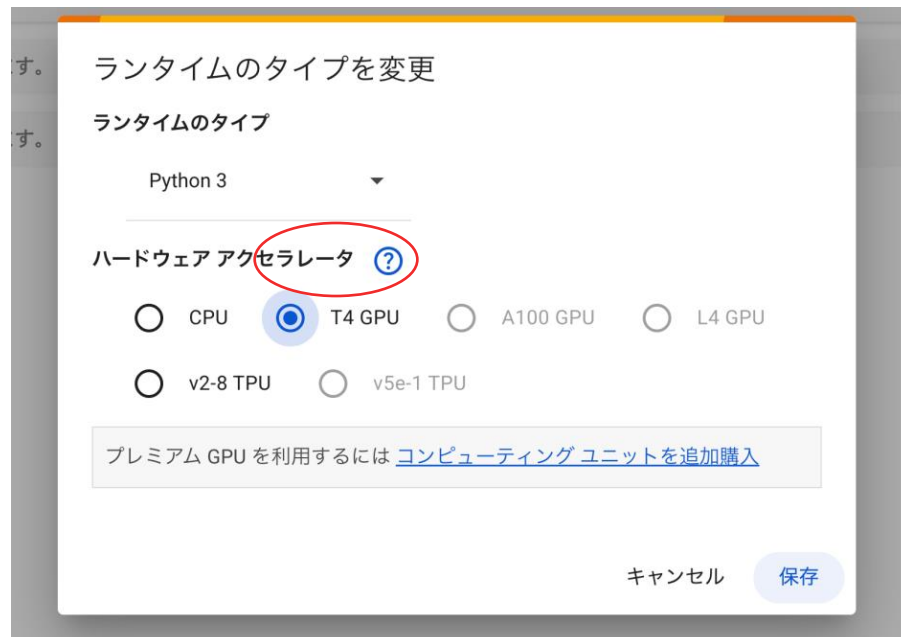 す。
ランタイムのタイプを変更
ランタイムのタイプ
す。
Python 3
ハードウェア アクセラレータ ?
CPU T4 GPU A100 GPU L4 GPU
v2-8 TPU v5e-1 TPU
プレミアム GPU を利用するには コンピューティング ユニットを追加購入
キャンセル 保存